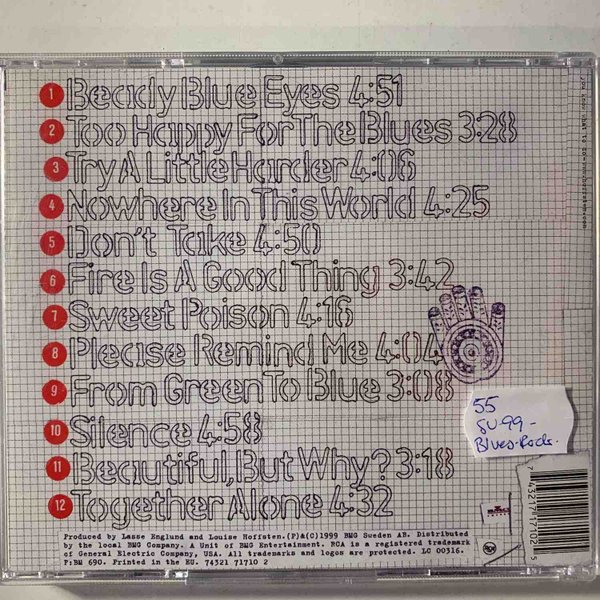 1 Beady Blue Eyes 4:51
2 Too Happy For The Blues 3:28
3 Try A Little Harder 4:06
4 Nowhere In This World 4:25
5 Don't Take 4:50
6 Fire Is A Good Thing 3:42
7 Sweet Poison 4:16
8 Please Remind Me 4:04
9 From Green To Blue 3:08
10 Silence 4:58
11 Beautiful, But Why? 3:18
12 Together Alone 4:32
55
SV-99-
Blues-Rock.
Produced by Lasse Englund and Louise Hoffsten.(P)&(C)1999 BMG Sweden AB. Distributed
by the local BMG Company. A Unit of BMG Entertainment. RCA is a registered trademark
of General Electric Company, USA. All trademarks and logos are protected. LC 00316.
F:BM 690. Printed in the EU. 74321 71710 2